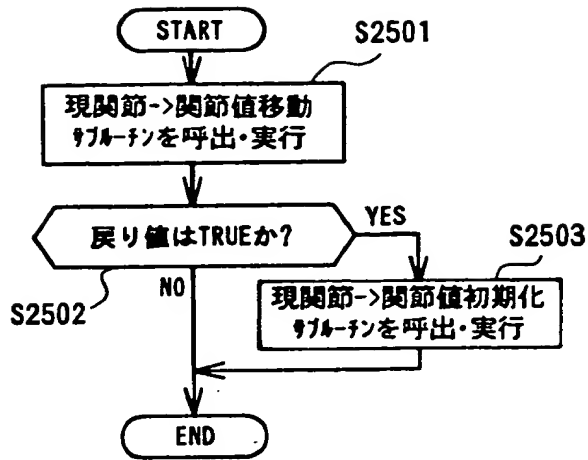 START
S2501
現関節->関節値移動
ｻﾌﾞﾙｰﾁﾝを呼出・実行
戻り値はTRUEか?
YES
NO
S2502
S2503
現関節->関節値初期化
ｻﾌﾞﾙｰﾁﾝを呼出・実行
END